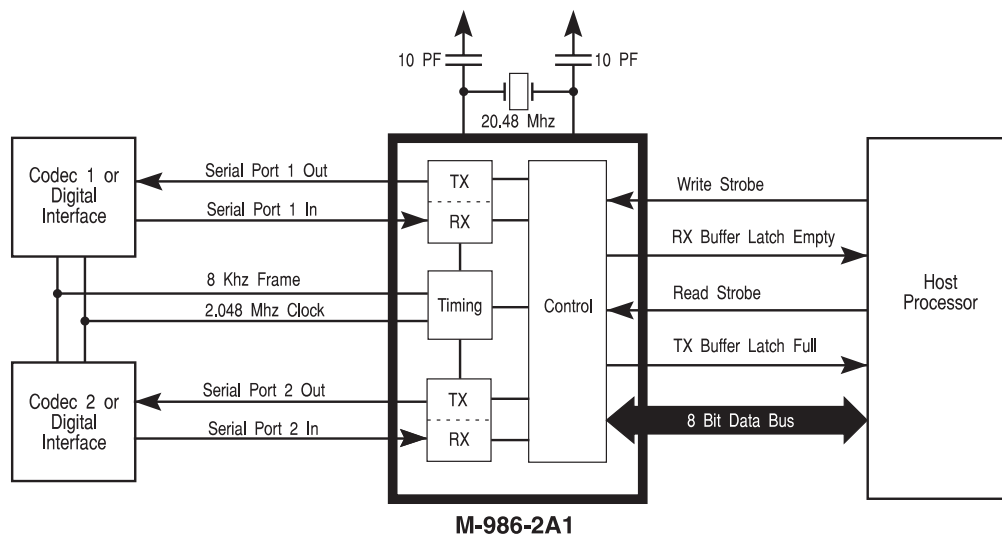 10 PF
10 PF
20.48 Mhz
Codec 1 or
Digital
Interface
Serial Port 1 Out
Serial Port 1 In
TX
RX
8 Khz Frame
2.048 Mhz Clock
Timing
Control
Codec 2 or
Digital
Interface
Serial Port 2 Out
Serial Port 2 In
TX
RX
Write Strobe
RX Buffer Latch Empty
Read Strobe
TX Buffer Latch Full
8 Bit Data Bus
Host
Processor
M-986-2A1